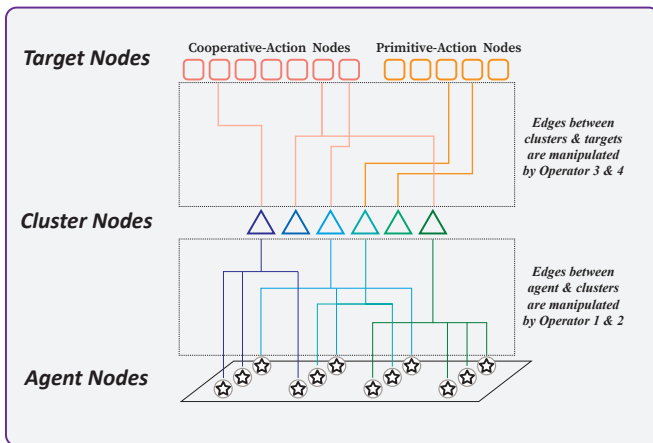 Cooperative-Action Nodes Primitive-Action Nodes
Target Nodes
Edges between
clusters & targets
are manipulated
by Operator 3 & 4
Cluster Nodes
Edges between
agent & clusters
are manipulated
by Operator 1 & 2
Agent Nodes